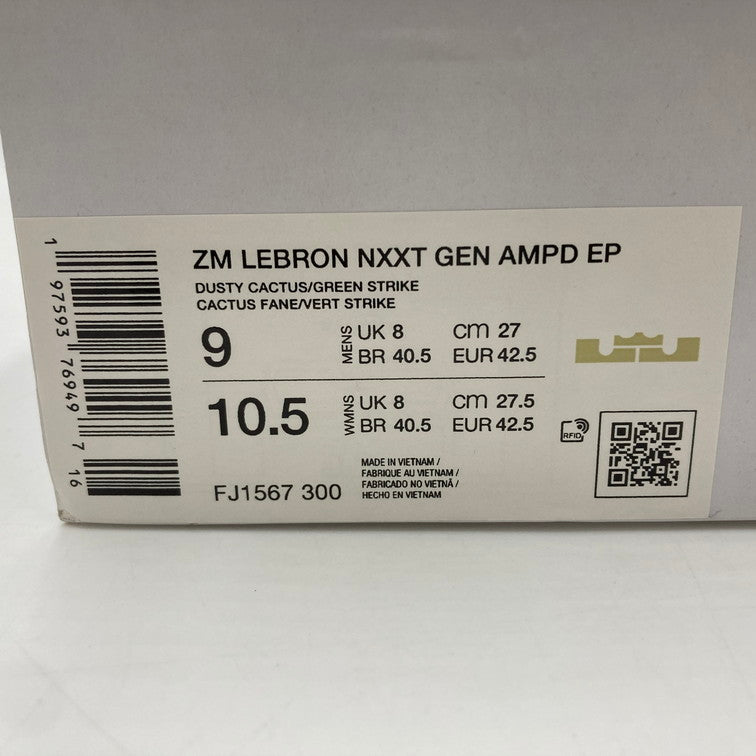 ZM LEBRON NXXT GEN AMPD EP
DUSTY CACTUS/GREEN STRIKE
CACTUS FANE/VERT STRIKE
9 MENS UK 8 cm 27
BR 40.5 EUR 42.5
10.5 WMNS UK 8 cm 27.5
BR 40.5 EUR 42.5
RFID
FJ1567 300
MADE IN VIETNAM /
FABRIQUE AU VIETNAM /
FABRICADO NO VIETNÃ /
HECHO EN VIETNAM
1 97593 76949 7 16